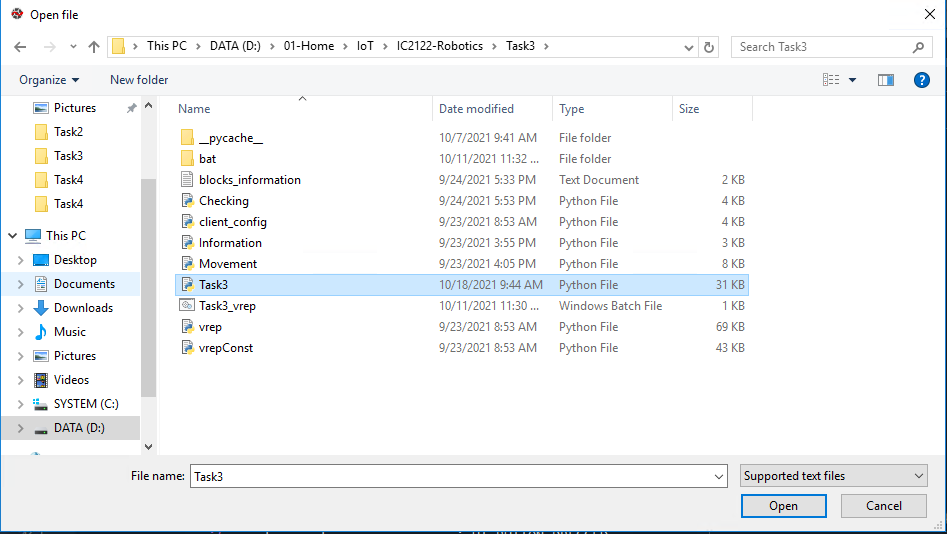 Open file
This PC > DATA (D:) > 01-Home > IoT > IC2122-Robotics > Task3 >
Search Task3
Organize
New folder
Pictures
Task2
Task3
Task4
Task4
This PC
Desktop
Documents
Downloads
Music
Pictures
Videos
SYSTEM (C:)
DATA (D:)
Name Date modified Type Size
__pycache__ 10/7/2021 9:41 AM File folder
bat 10/11/2021 11:32 ... File folder
blocks_information 9/24/2021 5:33 PM Text Document 2 KB
Checking 9/24/2021 5:53 PM Python File 4 KB
client_config 9/23/2021 8:53 AM Python File 4 KB
Information 9/23/2021 3:55 PM Python File 3 KB
Movement 9/23/2021 4:05 PM Python File 8 KB
Task3 10/18/2021 9:44 AM Python File 31 KB
Task3_vrep 10/11/2021 11:30 ... Windows Batch File 1 KB
vrep 9/23/2021 8:53 AM Python File 69 KB
vrepConst 9/23/2021 8:53 AM Python File 43 KB
File name: Task3
Supported text files
Open
Cancel